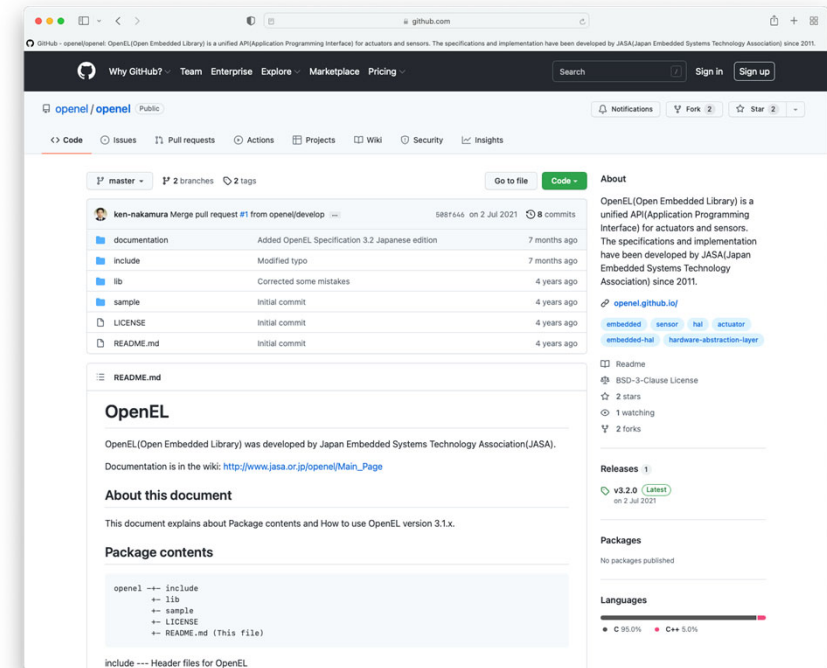 github.com
GitHub - openel/openel: OpenEL(Open Embedded Library) is a unified API(Application Programming Interface) for actuators and sensors. The specifications and implementation have been developed by JASA(Japan Embedded Systems Technology Association) since 2011.
Why GitHub? Team Enterprise Explore Marketplace Pricing Search / Sign in Sign up
openel / openel Public Notifications Fork 2 Star 2
Code Issues Pull requests Actions Projects Wiki Security Insights
master 2 branches 2 tags Go to file Code
ken-nakamura Merge pull request #1 from openel/develop ... 508f646 on 2 Jul 2021 8 commits
documentation Added OpenEL Specification 3.2 Japanese edition 7 months ago
include Modified typo 7 months ago
lib Corrected some mistakes 4 years ago
sample Initial commit 4 years ago
LICENSE Initial commit 4 years ago
README.md Initial commit 4 years ago
README.md
OpenEL
OpenEL(Open Embedded Library) was developed by Japan Embedded Systems Technology Association(JASA).
Documentation is in the wiki: http://www.jasa.or.jp/openel/Main_Page
About this document
This document explains about Package contents and How to use OpenEL version 3.1.x.
Package contents
openel -+- include
+- lib
+- sample
+- LICENSE
+- README.md (This file)
include --- Header files for OpenEL
About
OpenEL(Open Embedded Library) is a
unified API(Application Programming
Interface) for actuators and sensors.
The specifications and implementation
have been developed by JASA(Japan
Embedded Systems Technology
Association) since 2011.
openel.github.io/
embedded sensor hal actuator
embedded-hal hardware-abstraction-layer
Readme
BSD-3-Clause License
2 stars
1 watching
2 forks
Releases 1
v3.2.0 Latest
on 2 Jul 2021
Packages
No packages published
Languages
C 95.0% C++ 5.0%